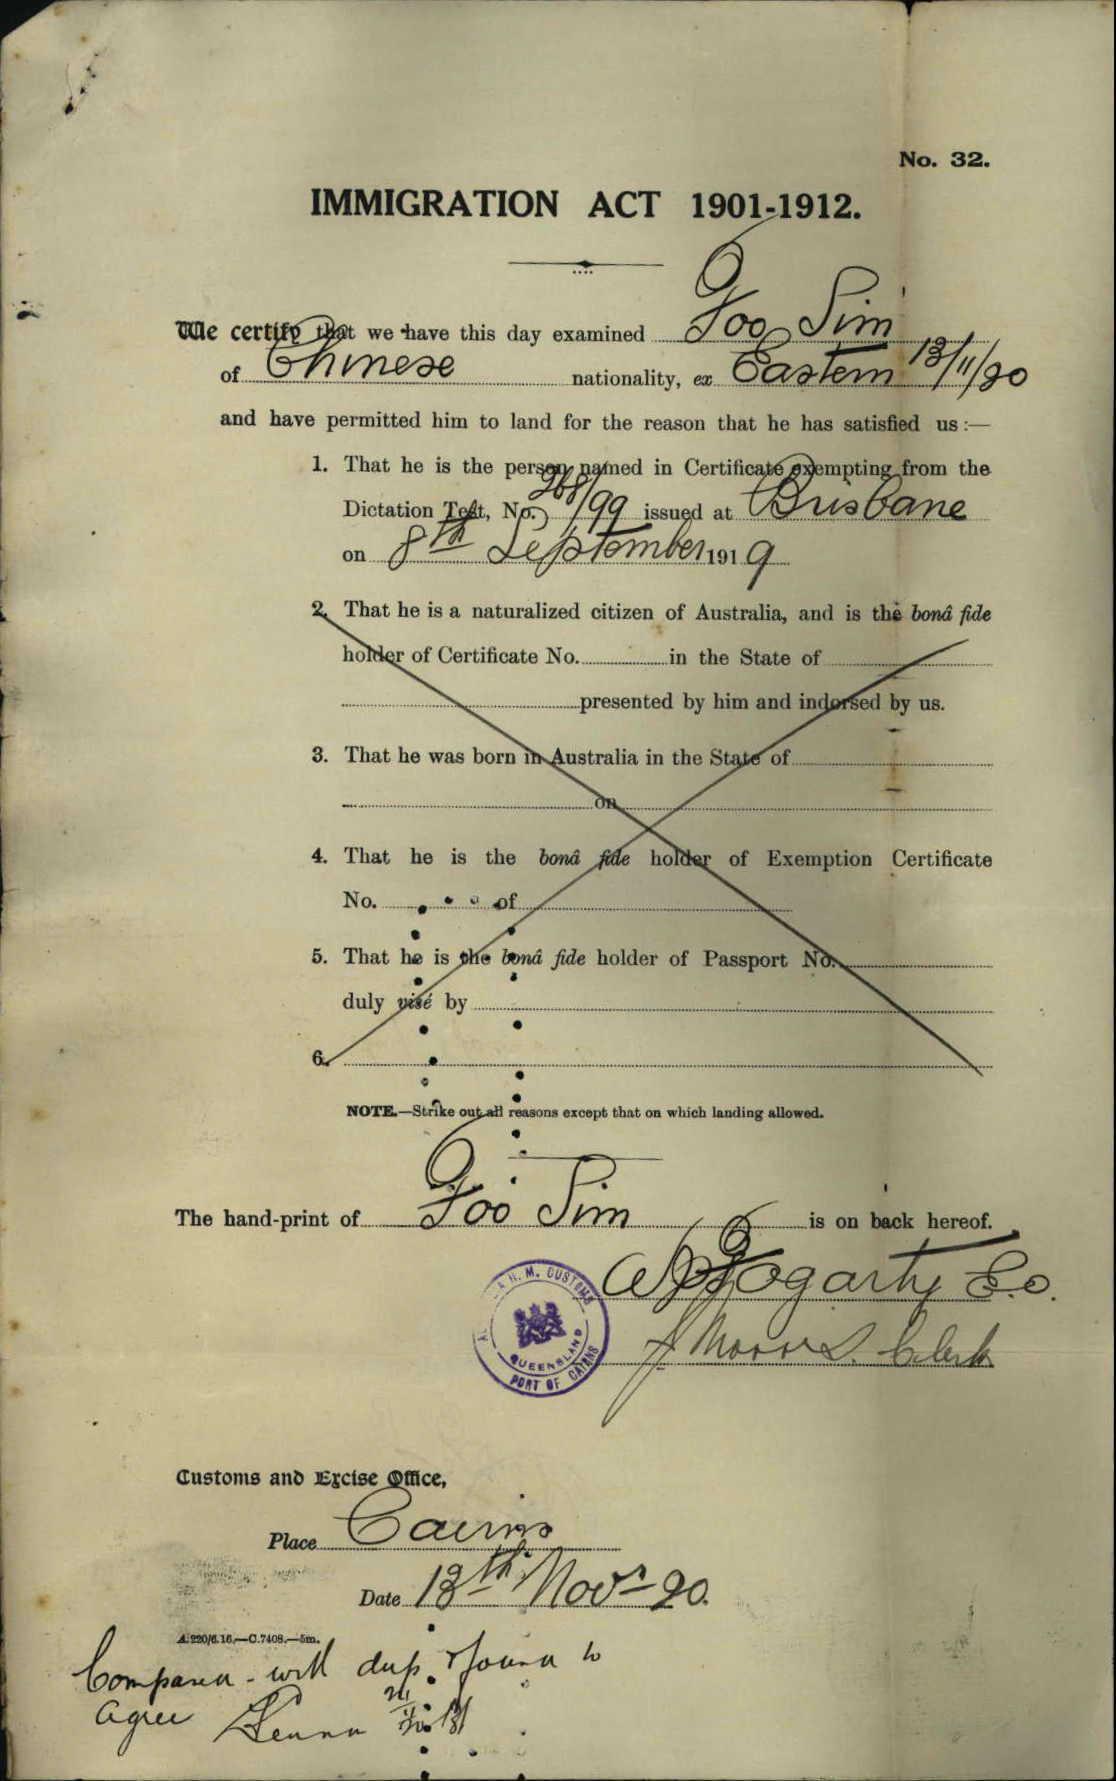 No. 32.
IMMIGRATION ACT 1901-1912.
We certify that we have this day examined Foo Sim
of Chinese nationality, ex Eastern 13/11/20
and have permitted him to land for the reason that he has satisfied us :—
1. That he is the person named in Certificate exempting from the
Dictation Test, No. 268/99 issued at Brisbane
on 8th September 1919
2. That he is a naturalized citizen of Australia, and is the bonâ fide
holder of Certificate No. in the State of
presented by him and indorsed by us.
3. That he was born in Australia in the State of
on
4. That he is the bonâ fide holder of Exemption Certificate
No. of
5. That he is the bonâ fide holder of Passport No.
duly visé by
6.
NOTE.—Strike out all reasons except that on which landing allowed.
The hand-print of Foo Sim is on back hereof.
H. M. CUSTOMS
QUEENSLAND
PORT OF CAIRNS
Fogarty
Clerk
Customs and Excise Office,
Place Cairns
Date 13th Novr 20.
A.220/6.16.—C.7408.—5m.
Compared with dup. & found to
agree